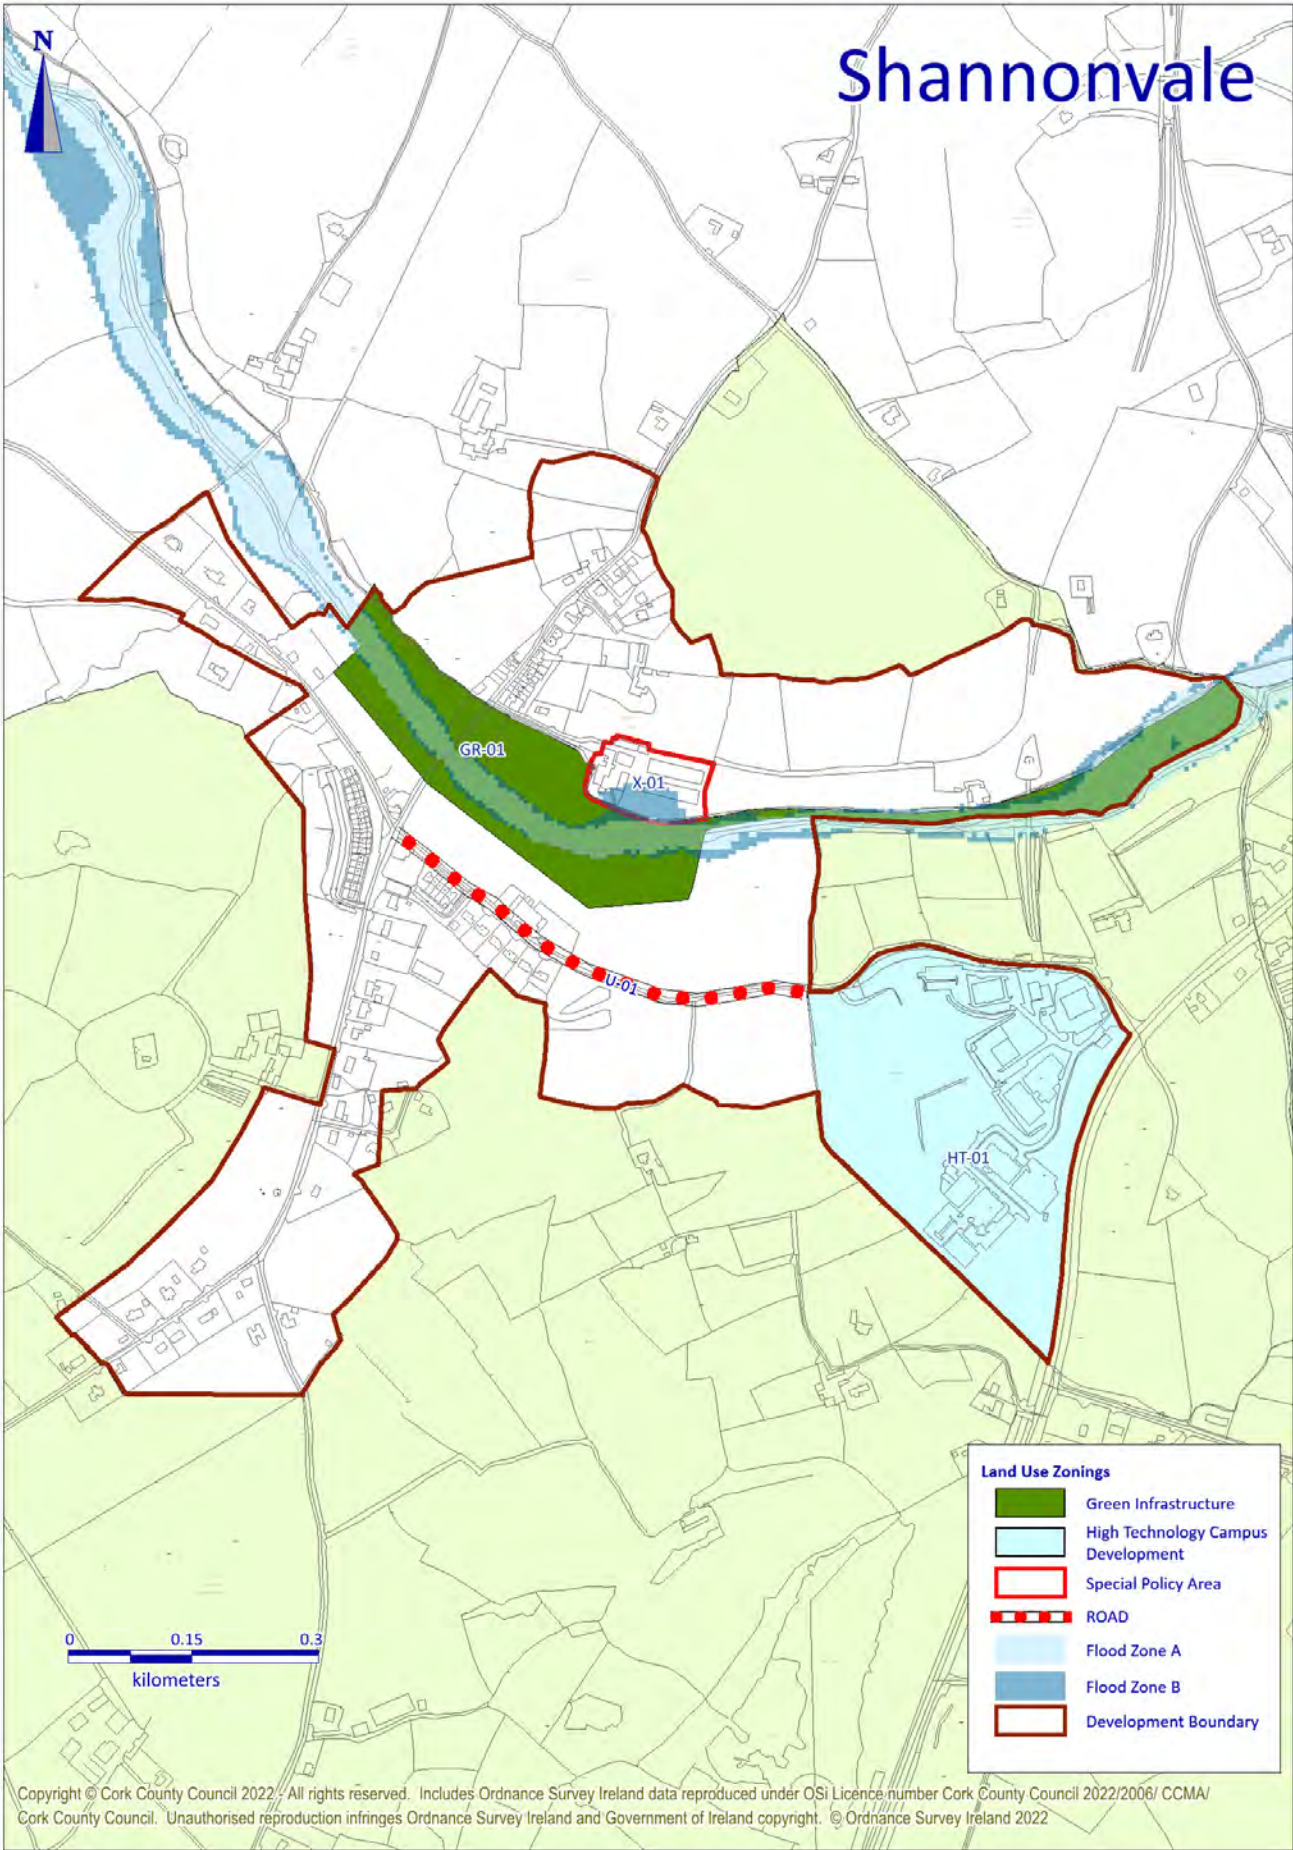 N
Shannonvale
GR-01
X-01
U-01
HT-01
Land Use Zonings
Green Infrastructure
High Technology Campus
Development
Special Policy Area
ROAD
Flood Zone A
Flood Zone B
Development Boundary
0 0.15 0.3
kilometers
Copyright © Cork County Council 2022 - All rights reserved. Includes Ordnance Survey Ireland data reproduced under OSi Licence number Cork County Council 2022/2006/ CCMA/
Cork County Council. Unauthorised reproduction infringes Ordnance Survey Ireland and Government of Ireland copyright. © Ordnance Survey Ireland 2022